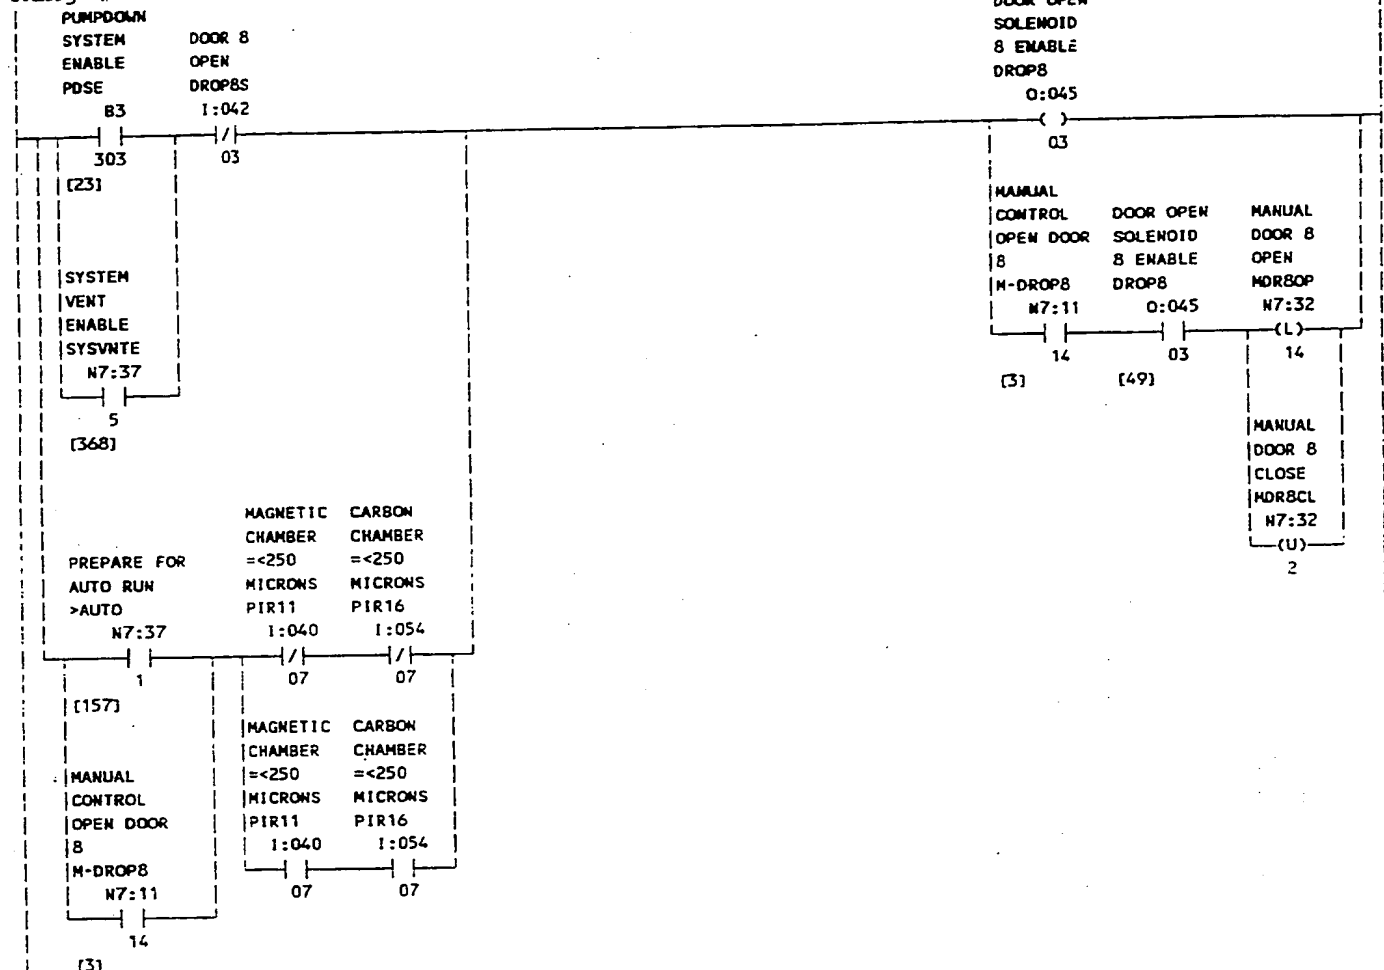 PUMPDOWN
SYSTEM
ENABLE
PDSE
B3
303
[23]
DOOR 8
OPEN
DROP8S
I:042
03
SYSTEM
VENT
ENABLE
SYSVNTE
N7:37
5
[368]
PREPARE FOR
AUTO RUN
>AUTO
N7:37
1
[157]
MAGNETIC
CHAMBER
=<250
MICRONS
PIR11
I:040
07
CARBON
CHAMBER
=<250
MICRONS
PIR16
I:054
07
MANUAL
CONTROL
OPEN DOOR
8
M-DROP8
N7:11
14
[3]
MAGNETIC
CHAMBER
=<250
MICRONS
PIR11
I:040
07
CARBON
CHAMBER
=<250
MICRONS
PIR16
I:054
07
DOOR OPEN
SOLENOID
8 ENABLE
DROP8
O:045
( )
03
MANUAL
CONTROL
OPEN DOOR
8
M-DROP8
N7:11
14
[3]
DOOR OPEN
SOLENOID
8 ENABLE
DROP8
O:045
03
[49]
MANUAL
DOOR 8
OPEN
MDR8OP
N7:32
(L)
14
MANUAL
DOOR 8
CLOSE
MDR8CL
N7:32
(U)
2